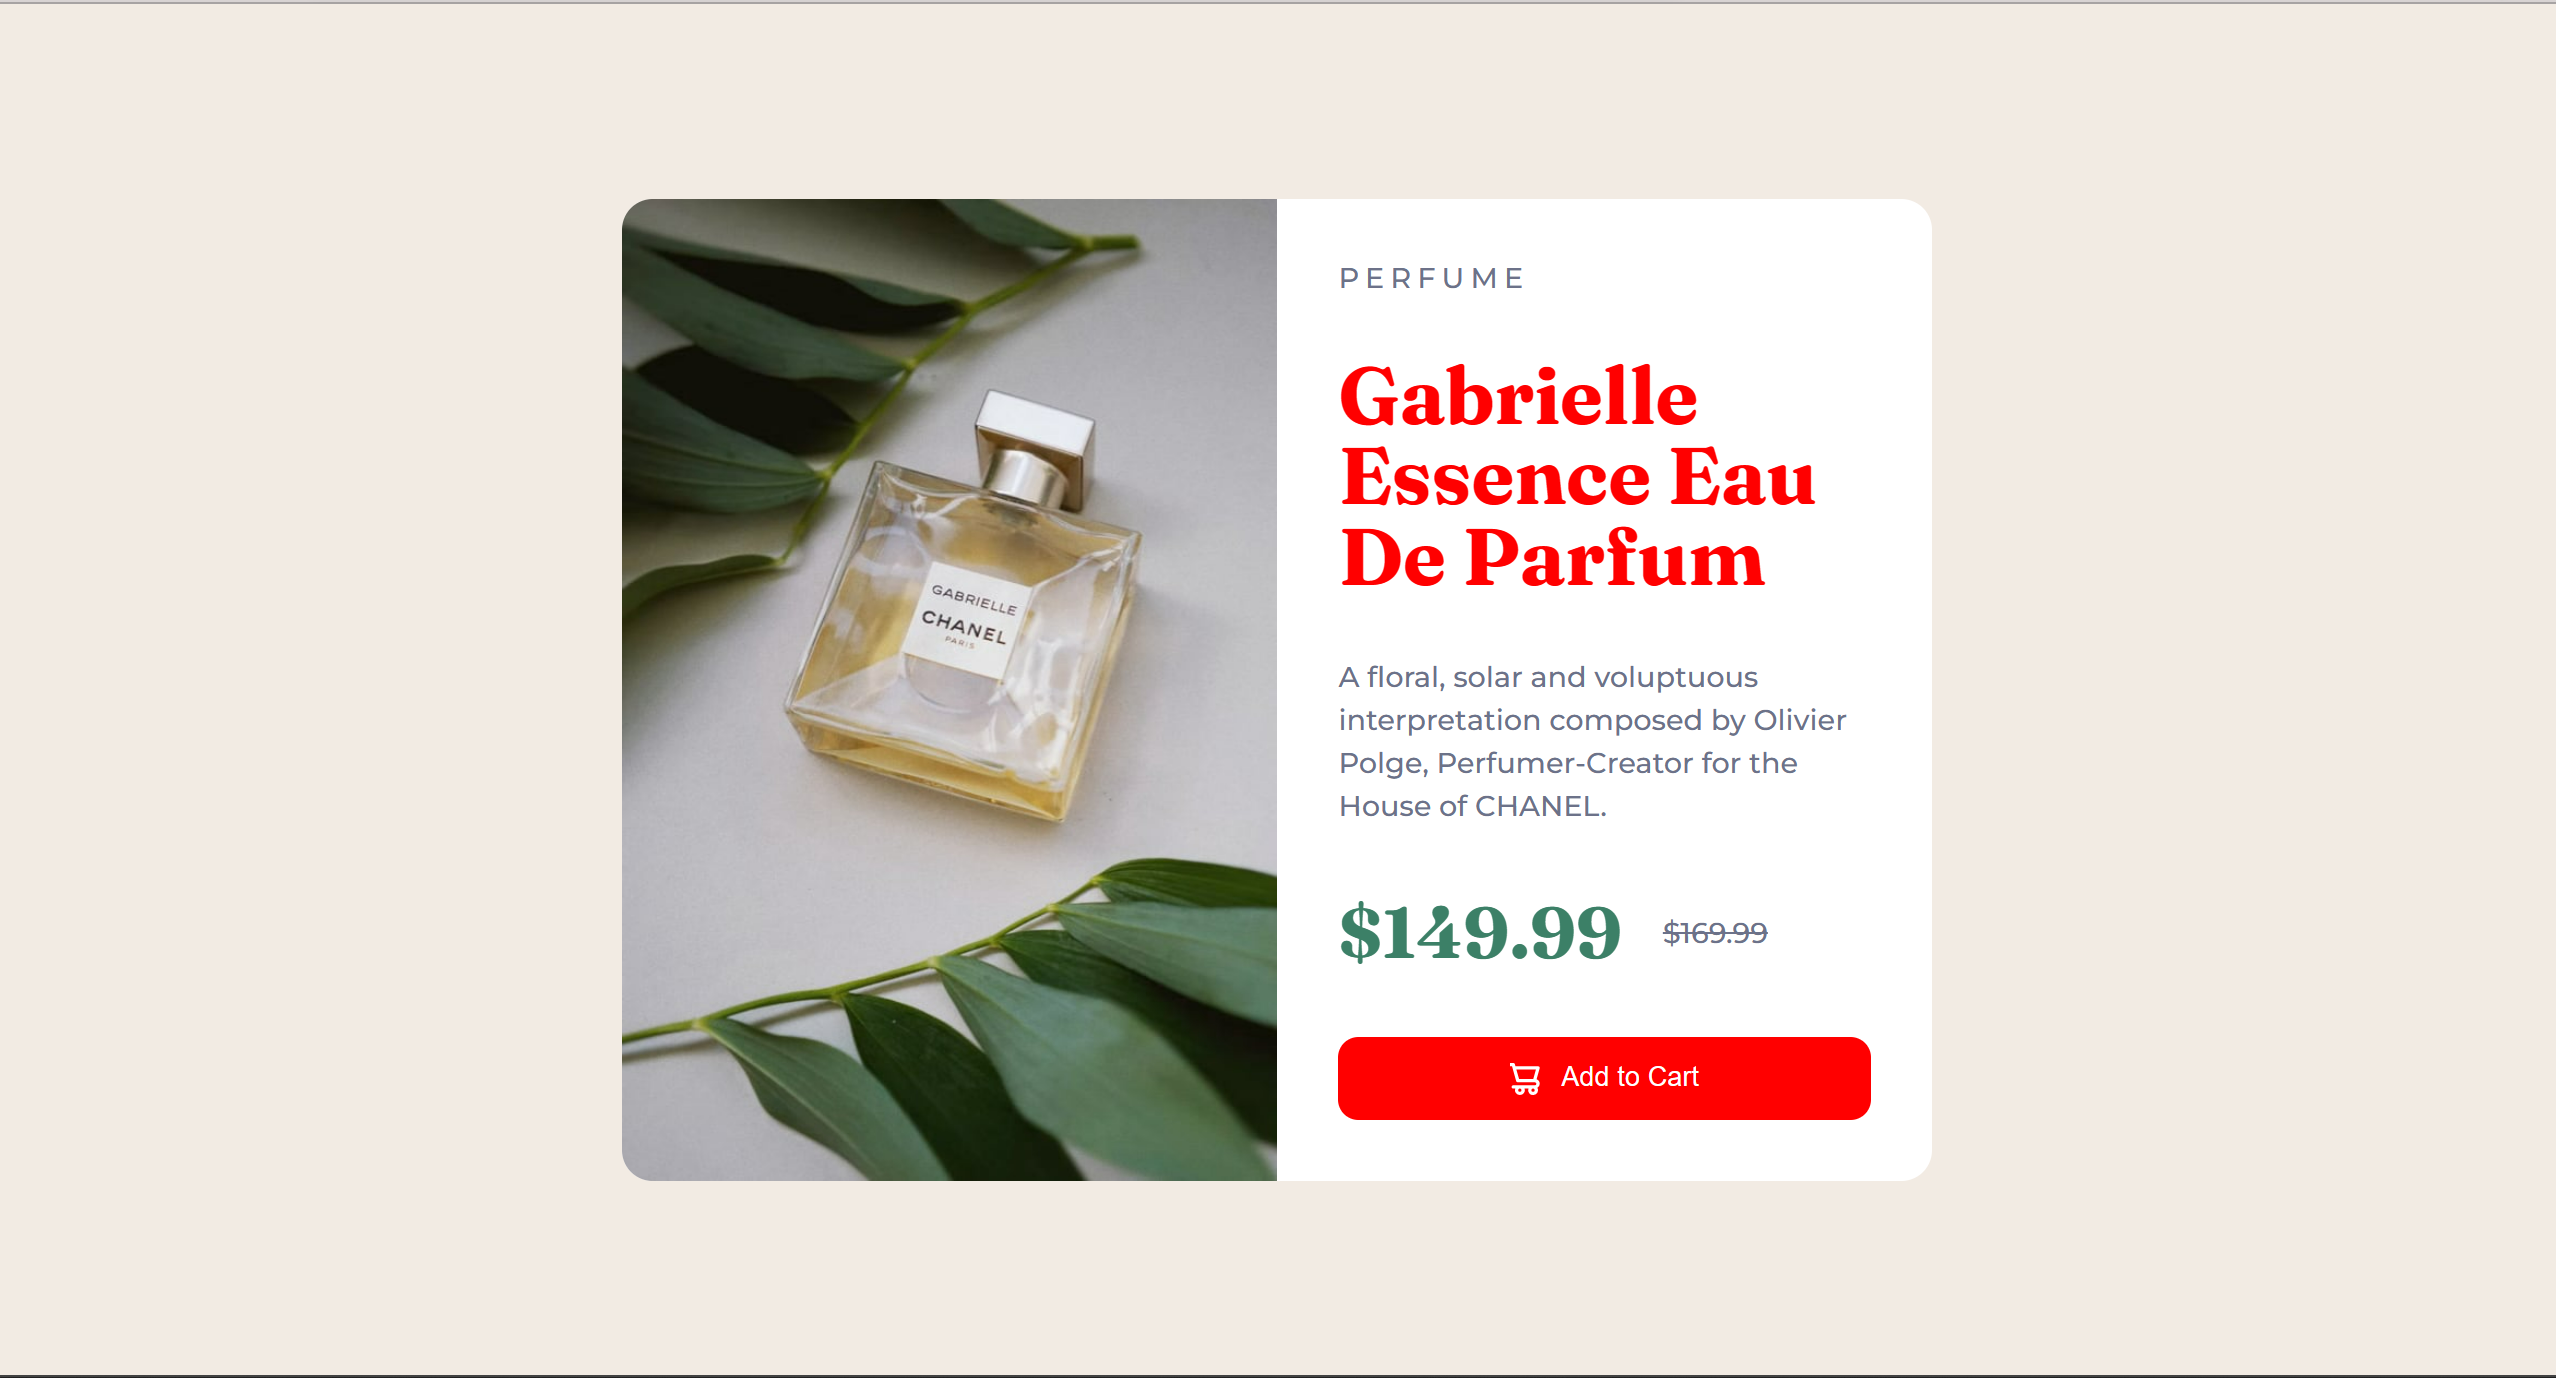 GABRIELLE
CHANEL
PARIS
PERFUME
Gabrielle
Essence Eau
De Parfum
A floral, solar and voluptuous
interpretation composed by Olivier
Polge, Perfumer-Creator for the
House of CHANEL.
$149.99 $169.99
Add to Cart